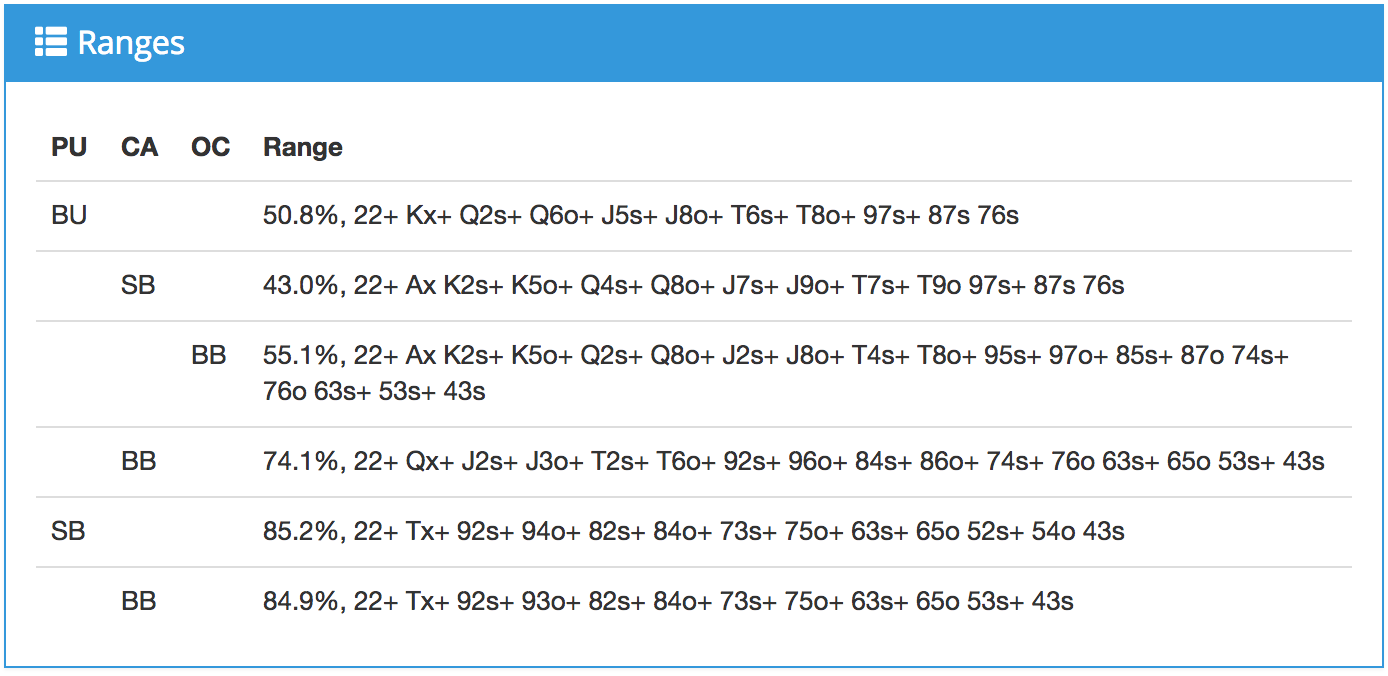 Ranges
PU CA OC Range
BU 50.8%, 22+ Kx+ Q2s+ Q6o+ J5s+ J8o+ T6s+ T8o+ 97s+ 87s 76s
SB 43.0%, 22+ Ax K2s+ K5o+ Q4s+ Q8o+ J7s+ J9o+ T7s+ T9o 97s+ 87s 76s
BB 55.1%, 22+ Ax K2s+ K5o+ Q2s+ Q8o+ J2s+ J8o+ T4s+ T8o+ 95s+ 97o+ 85s+ 87o 74s+
76o 63s+ 53s+ 43s
BB 74.1%, 22+ Qx+ J2s+ J3o+ T2s+ T6o+ 92s+ 96o+ 84s+ 86o+ 74s+ 76o 63s+ 65o 53s+ 43s
SB 85.2%, 22+ Tx+ 92s+ 94o+ 82s+ 84o+ 73s+ 75o+ 63s+ 65o 52s+ 54o 43s
BB 84.9%, 22+ Tx+ 92s+ 93o+ 82s+ 84o+ 73s+ 75o+ 63s+ 65o 53s+ 43s